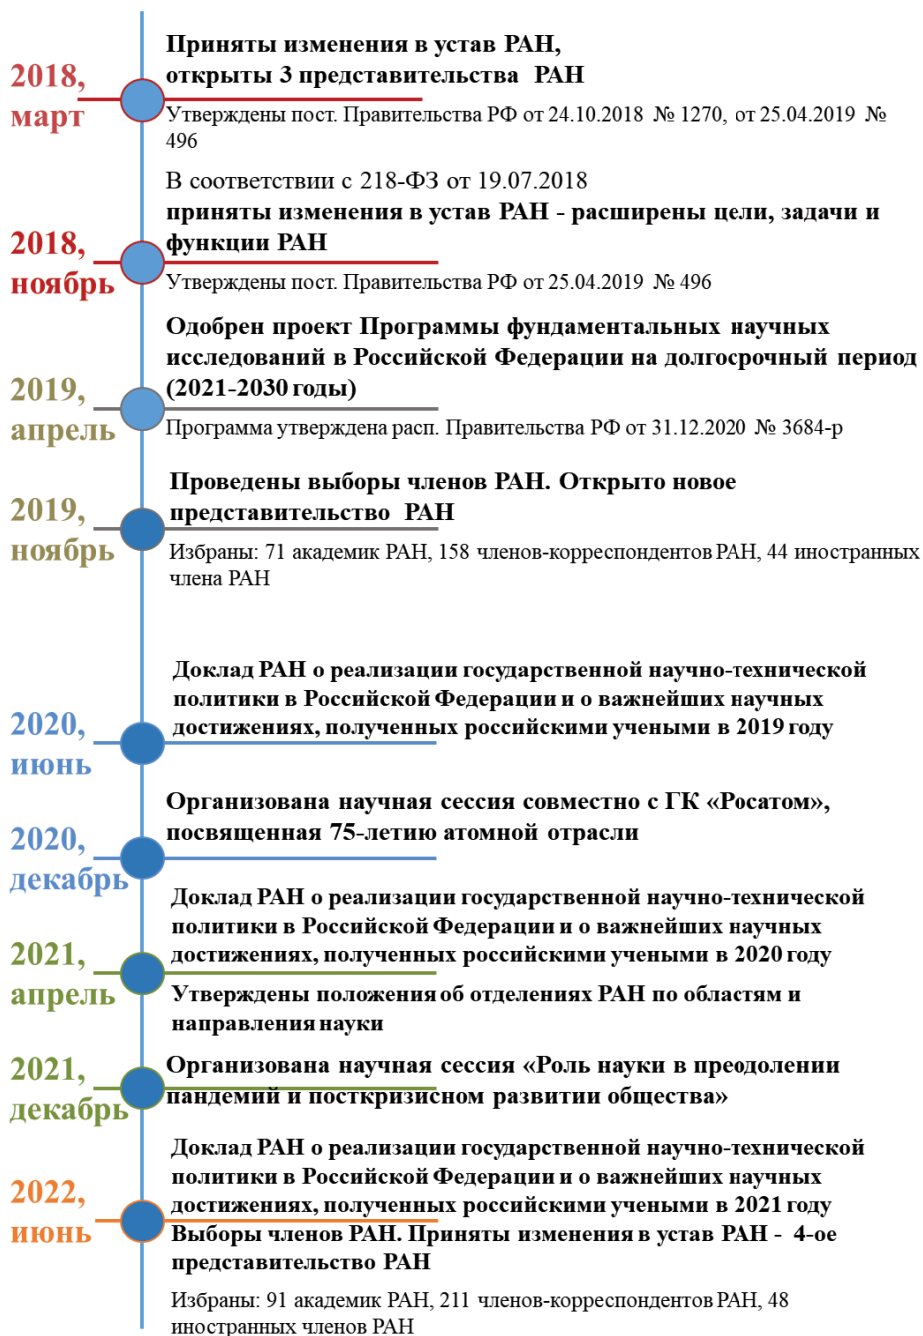 2018,
март
Приняты изменения в устав РАН,
открыты 3 представительства РАН
Утверждены пост. Правительства РФ от 24.10.2018 № 1270, от 25.04.2019 №
496
2018,
ноябрь
В соответствии с 218-ФЗ от 19.07.2018
приняты изменения в устав РАН - расширены цели, задачи и
функции РАН
Утверждены пост. Правительства РФ от 25.04.2019 № 496
2019,
апрель
Одобрен проект Программы фундаментальных научных
исследований в Российской Федерации на долгосрочный период
(2021-2030 годы)
Программа утверждена расп. Правительства РФ от 31.12.2020 № 3684-р
2019,
ноябрь
Проведены выборы членов РАН. Открыто новое
представительство РАН
Избраны: 71 академик РАН, 158 членов-корреспондентов РАН, 44 иностранных
члена РАН
2020,
июнь
Доклад РАН о реализации государственной научно-технической
политики в Российской Федерации и о важнейших научных
достижениях, полученных российскими учеными в 2019 году
2020,
декабрь
Организована научная сессия совместно с ГК «Росатом»,
посвященная 75-летию атомной отрасли
2021,
апрель
Доклад РАН о реализации государственной научно-технической
политики в Российской Федерации и о важнейших научных
достижениях, полученных российскими учеными в 2020 году
Утверждены положения об отделениях РАН по областям и
направления науки
2021,
декабрь
Организована научная сессия «Роль науки в преодолении
пандемий и посткризисном развитии общества»
2022,
июнь
Доклад РАН о реализации государственной научно-технической
политики в Российской Федерации и о важнейших научных
достижениях, полученных российскими учеными в 2021 году
Выборы членов РАН. Приняты изменения в устав РАН - 4-ое
представительство РАН
Избраны: 91 академик РАН, 211 членов-корреспондентов РАН, 48
иностранных членов РАН